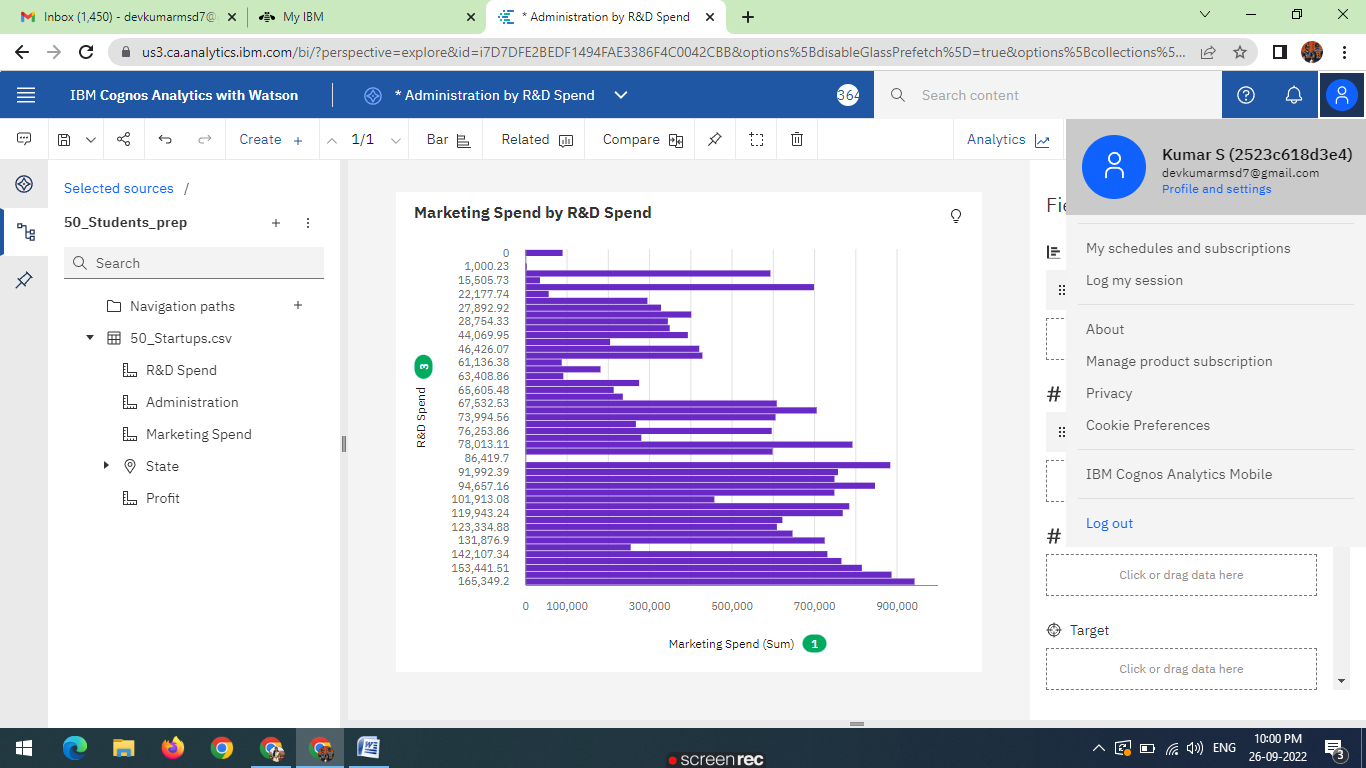 Inbox (1,450) - devkumarmsd7@
My IBM
* Administration by R&D Spend
us3.ca.analytics.ibm.com/bi/?perspective=explore&id=i7D7DFE2BEDF1494FAE3386F4C0042CBB&options%5BdisableGlassPrefetch%5D=true&options%5Bcollections%5...
IBM Cognos Analytics with Watson
* Administration by R&D Spend
364
Search content
Create +
1/1
Bar
Related
Compare
Analytics
Kumar S (2523c618d3e4)
devkumarmsd7@gmail.com
Profile and settings
My schedules and subscriptions
Log my session
About
Manage product subscription
Privacy
Cookie Preferences
IBM Cognos Analytics Mobile
Log out
Selected sources /
50_Students_prep
Search
Navigation paths
50_Startups.csv
R&D Spend
Administration
Marketing Spend
State
Profit
Marketing Spend by R&D Spend
0
1,000.23
15,505.73
22,177.74
27,892.92
28,754.33
44,069.95
46,426.07
61,136.38
63,408.86
65,605.48
67,532.53
73,994.56
76,253.86
78,013.11
86,419.7
91,992.39
94,657.16
101,913.08
119,943.24
123,334.88
131,876.9
142,107.34
153,441.51
165,349.2
R&D Spend 3
0 100,000 300,000 500,000 700,000 900,000
Marketing Spend (Sum) 1
Fie
#
#
Click or drag data here
Target
Click or drag data here
ENG
10:00 PM
26-09-2022
3
screenrec